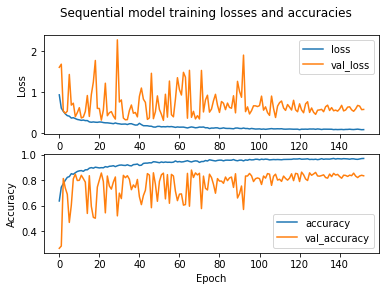 Sequential model training losses and accuracies
2
1
0
Loss
loss
val_loss
0 20 40 60 80 100 120 140
1.0
0.8
0.6
0.4
Accuracy
accuracy
val_accuracy
0 20 40 60 80 100 120 140
Epoch